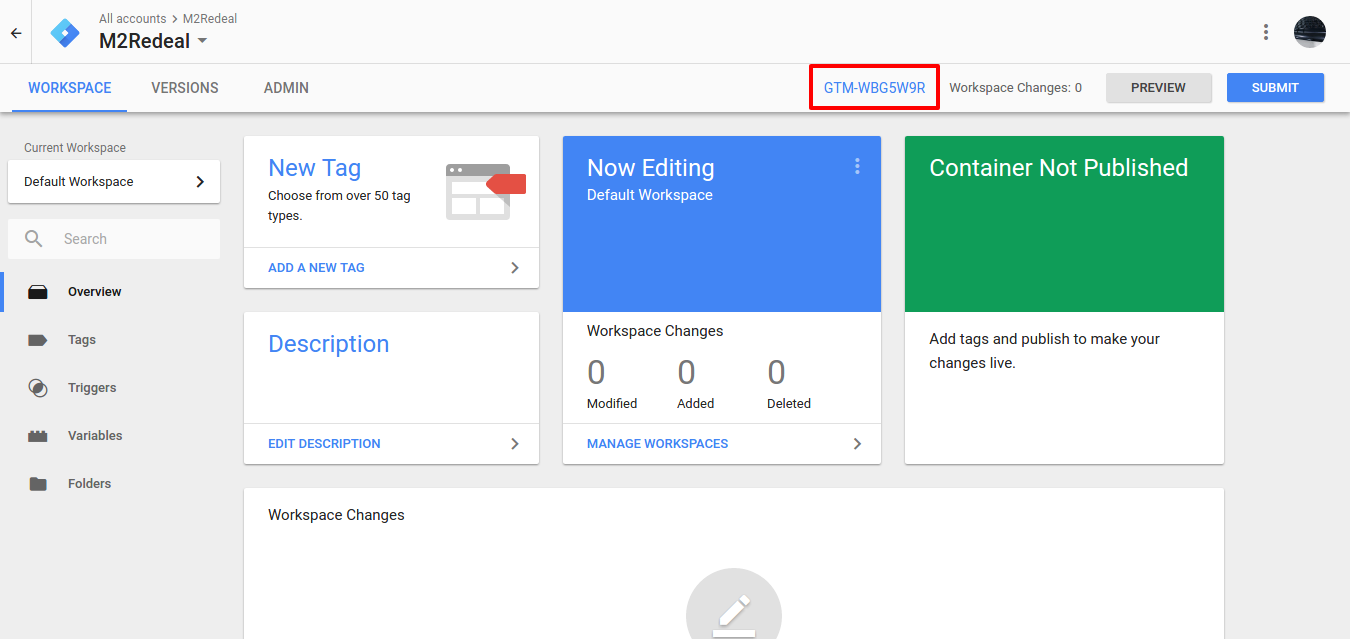 All accounts > M2Redeal
M2Redeal
WORKSPACE VERSIONS ADMIN
GTM-WBG5W9R Workspace Changes: 0 PREVIEW SUBMIT
Current Workspace
Default Workspace
Search
Overview
Tags
Triggers
Variables
Folders
New Tag
Choose from over 50 tag
types.
ADD A NEW TAG
Description
EDIT DESCRIPTION
Now Editing
Default Workspace
Workspace Changes
0 0 0
Modified Added Deleted
MANAGE WORKSPACES
Container Not Published
Add tags and publish to make your
changes live.
Workspace Changes